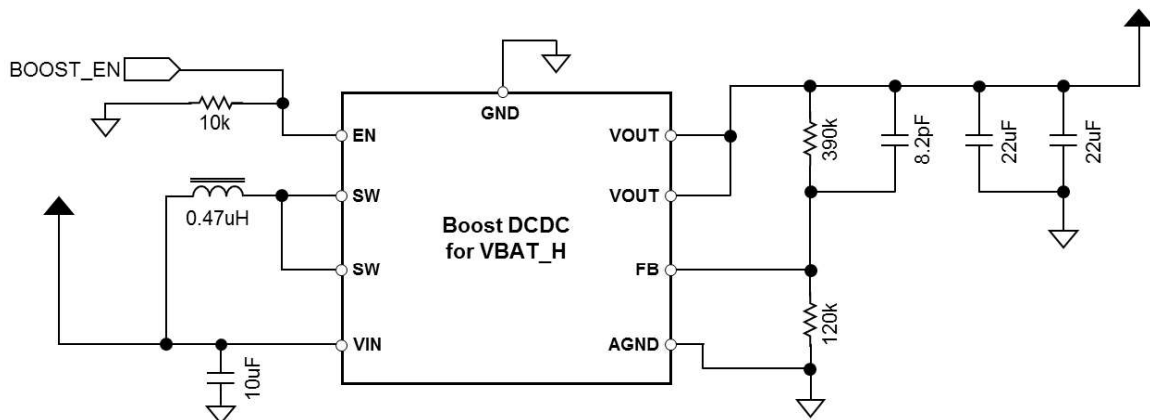 BOOST_EN
10k
GND
EN
VOUT
390k
8.2pF
22uF
22uF
0.47uH
SW
VOUT
Boost DCDC
for VBAT_H
SW
FB
120k
VIN
AGND
10uF